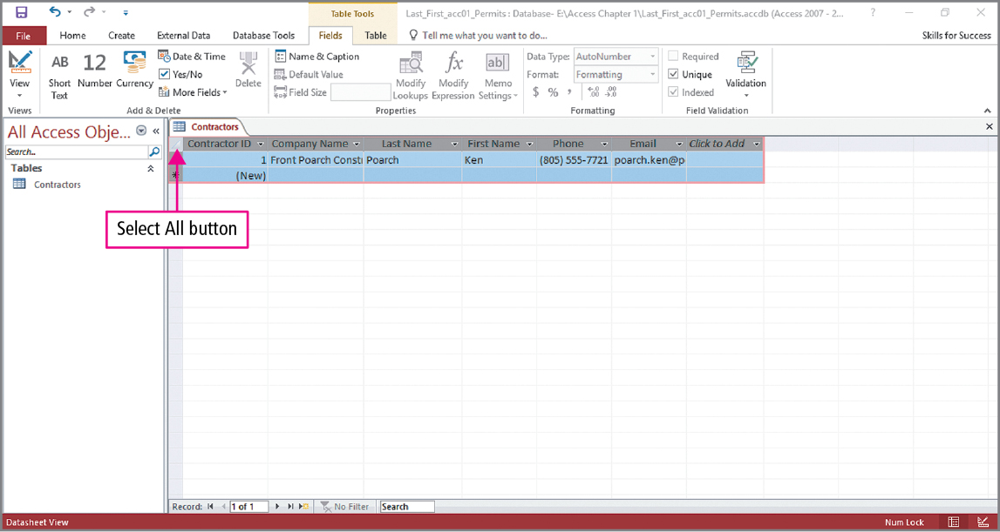 Table Tools
Last_First_acc01_Permits : Database- E:\Access Chapter 1\Last_First_acc01_Permits.accdb (Access 2007 - 2...
?
File
Home
Create
External Data
Database Tools
Fields
Table
Tell me what you want to do...
Skills for Success
View
Views
AB
Short
Text
12
Number
Currency
Date & Time
Yes/No
More Fields
Delete
Add & Delete
Name & Caption
Default Value
Field Size
Modify
Lookups
fx
Modify
Expression
ab|
Memo
Settings
Properties
Data Type: AutoNumber
Format: Formatting
$ % ,
←.0 .00
.00 →.0
Formatting
Required
Unique
Indexed
Validation
Field Validation
All Access Obje... «
Search...
Tables
Contractors
Contractors
Contractor ID Company Name Last Name First Name Phone Email Click to Add
1 Front Poarch Constr Poarch Ken (805) 555-7721 poarch.ken@p
* (New)
Select All button
Record: 1 of 1 No Filter Search
Datasheet View
Num Lock